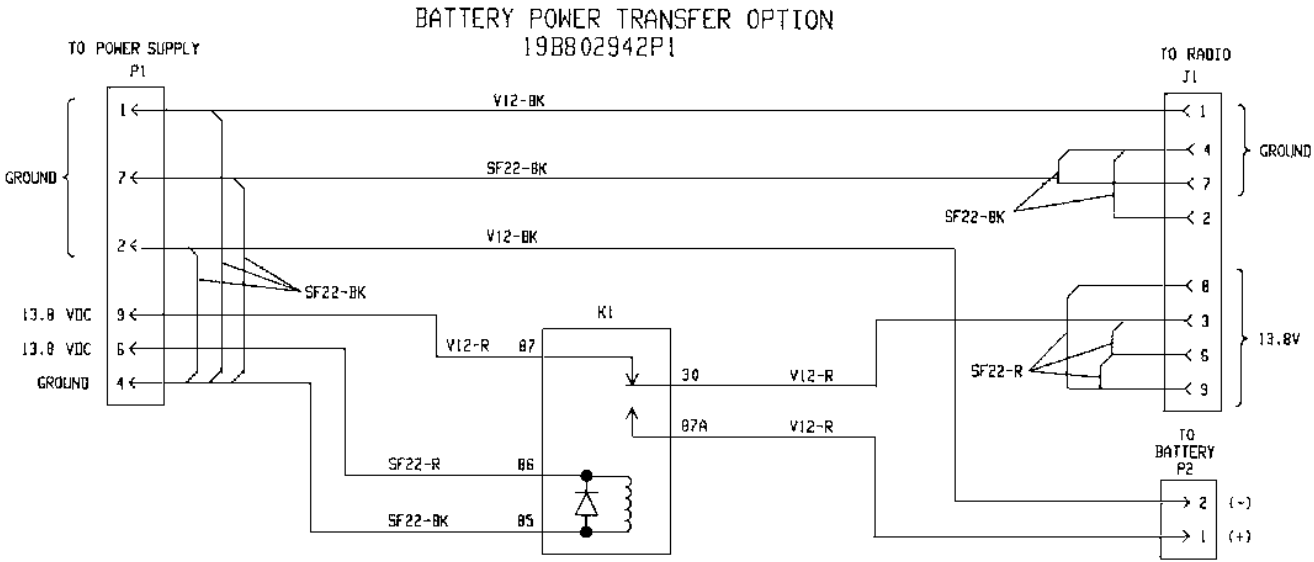 BATTERY POWER TRANSFER OPTION
19B802942P1
TO POWER SUPPLY
P1
TO RADIO
J1
1
V12-BK
1
4
GROUND
GROUND
7
SF22-BK
7
SF22-BK
2
2
V12-BK
SF22-BK
8
13.8 VDC
9
K1
3
13.8V
13.8 VDC
6
V12-R
87
6
SF22-R
GROUND
4
30
V12-R
9
87A
V12-R
TO
BATTERY
P2
SF22-R
86
2
(-)
SF22-BK
85
1
(+)